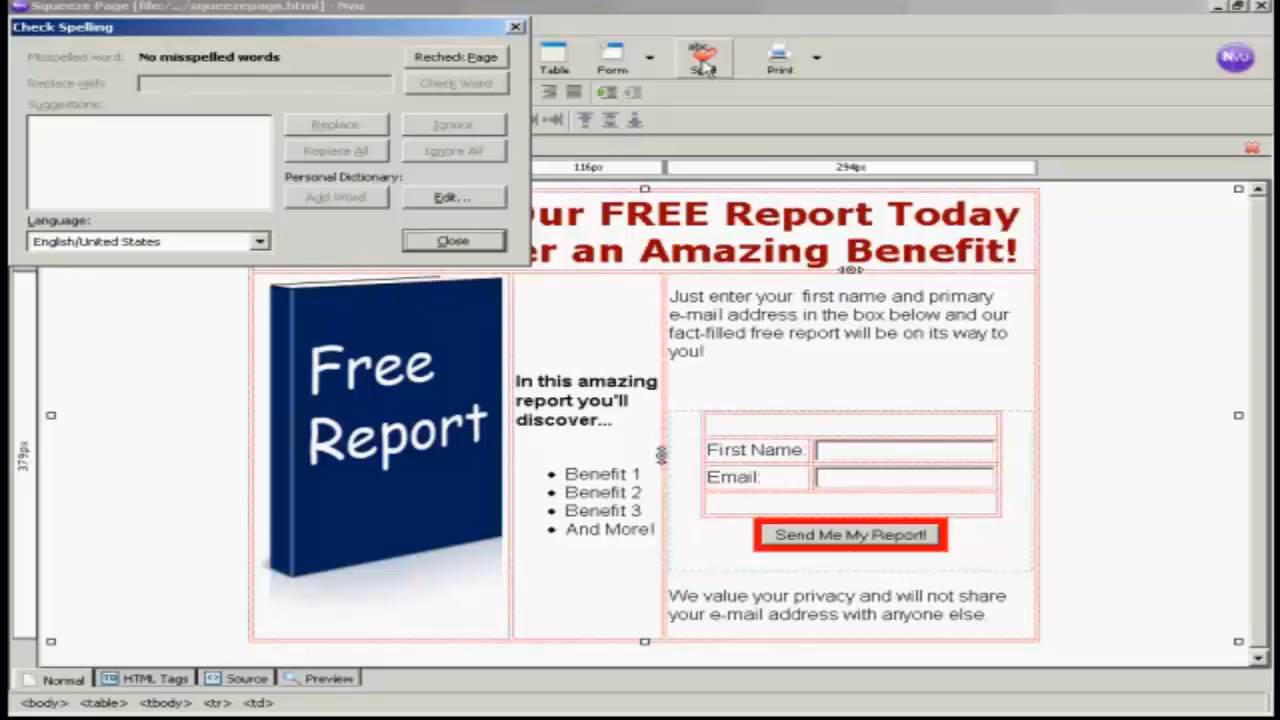 Squeeze Page [file:/.../squeezepage.html] - Nvu
Check Spelling
Misspelled word: No misspelled words
Recheck Page
Replace with:
Check Word
Suggestions:
Replace
Ignore
Replace All
Ignore All
Personal Dictionary:
Add Word
Edit...
Language:
English/United States
Close
Table
Form
abc
Print
Nvu
116px
294px
379px
Our FREE Report Today
er an Amazing Benefit!
Free
Report
In this amazing
report you'll
discover...
Benefit 1
Benefit 2
Benefit 3
And More!
Just enter your first name and primary
e-mail address in the box below and our
fact-filled free report will be on its way to
you!
First Name:
Email:
Send Me My Report!
We value your privacy and will not share
your e-mail address with anyone else.
Normal
HTML Tags
Source
Preview
<body> <table> <tbody> <tr> <td>